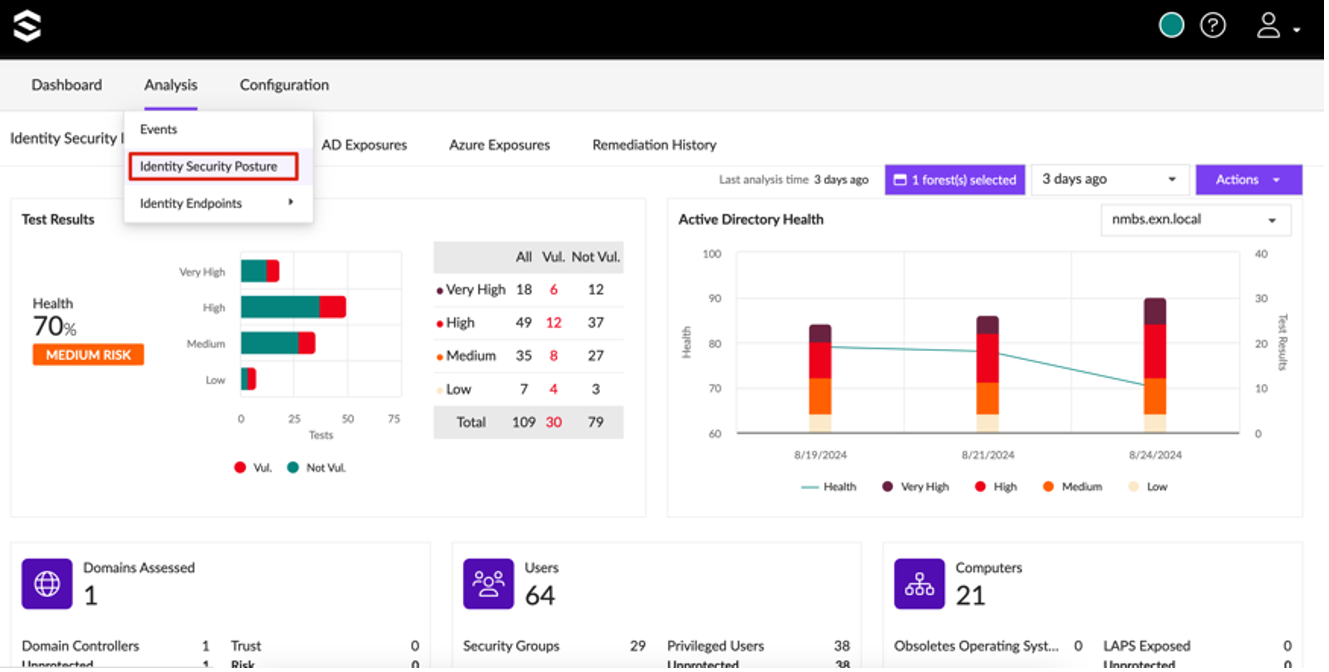 Dashboard Analysis Configuration
Events
Identity Security Posture
Identity Endpoints
Identity Security AD Exposures Azure Exposures Remediation History
Last analysis time 3 days ago 1 forest(s) selected 3 days ago Actions
Test Results
Health
70%
MEDIUM RISK
Very High
High
Medium
Low
0 25 50 75
Tests
Vul. Not Vul.
All Vul. Not Vul.
Very High 18 6 12
High 49 12 37
Medium 35 8 27
Low 7 4 3
Total 109 30 79
Active Directory Health
nmbs.exn.local
100 40
90 30
80 20
70 10
60 0
Health
Test Results
8/19/2024 8/21/2024 8/24/2024
Health Very High High Medium Low
Domains Assessed
1
Domain Controllers 1 Trust 0
Unprotected 1 Risk 0
Users
64
Security Groups 29 Privileged Users 38
Unprotected 38
Computers
21
Obsoletes Operating Syst... 0 LAPS Exposed 0
Unprotected 0